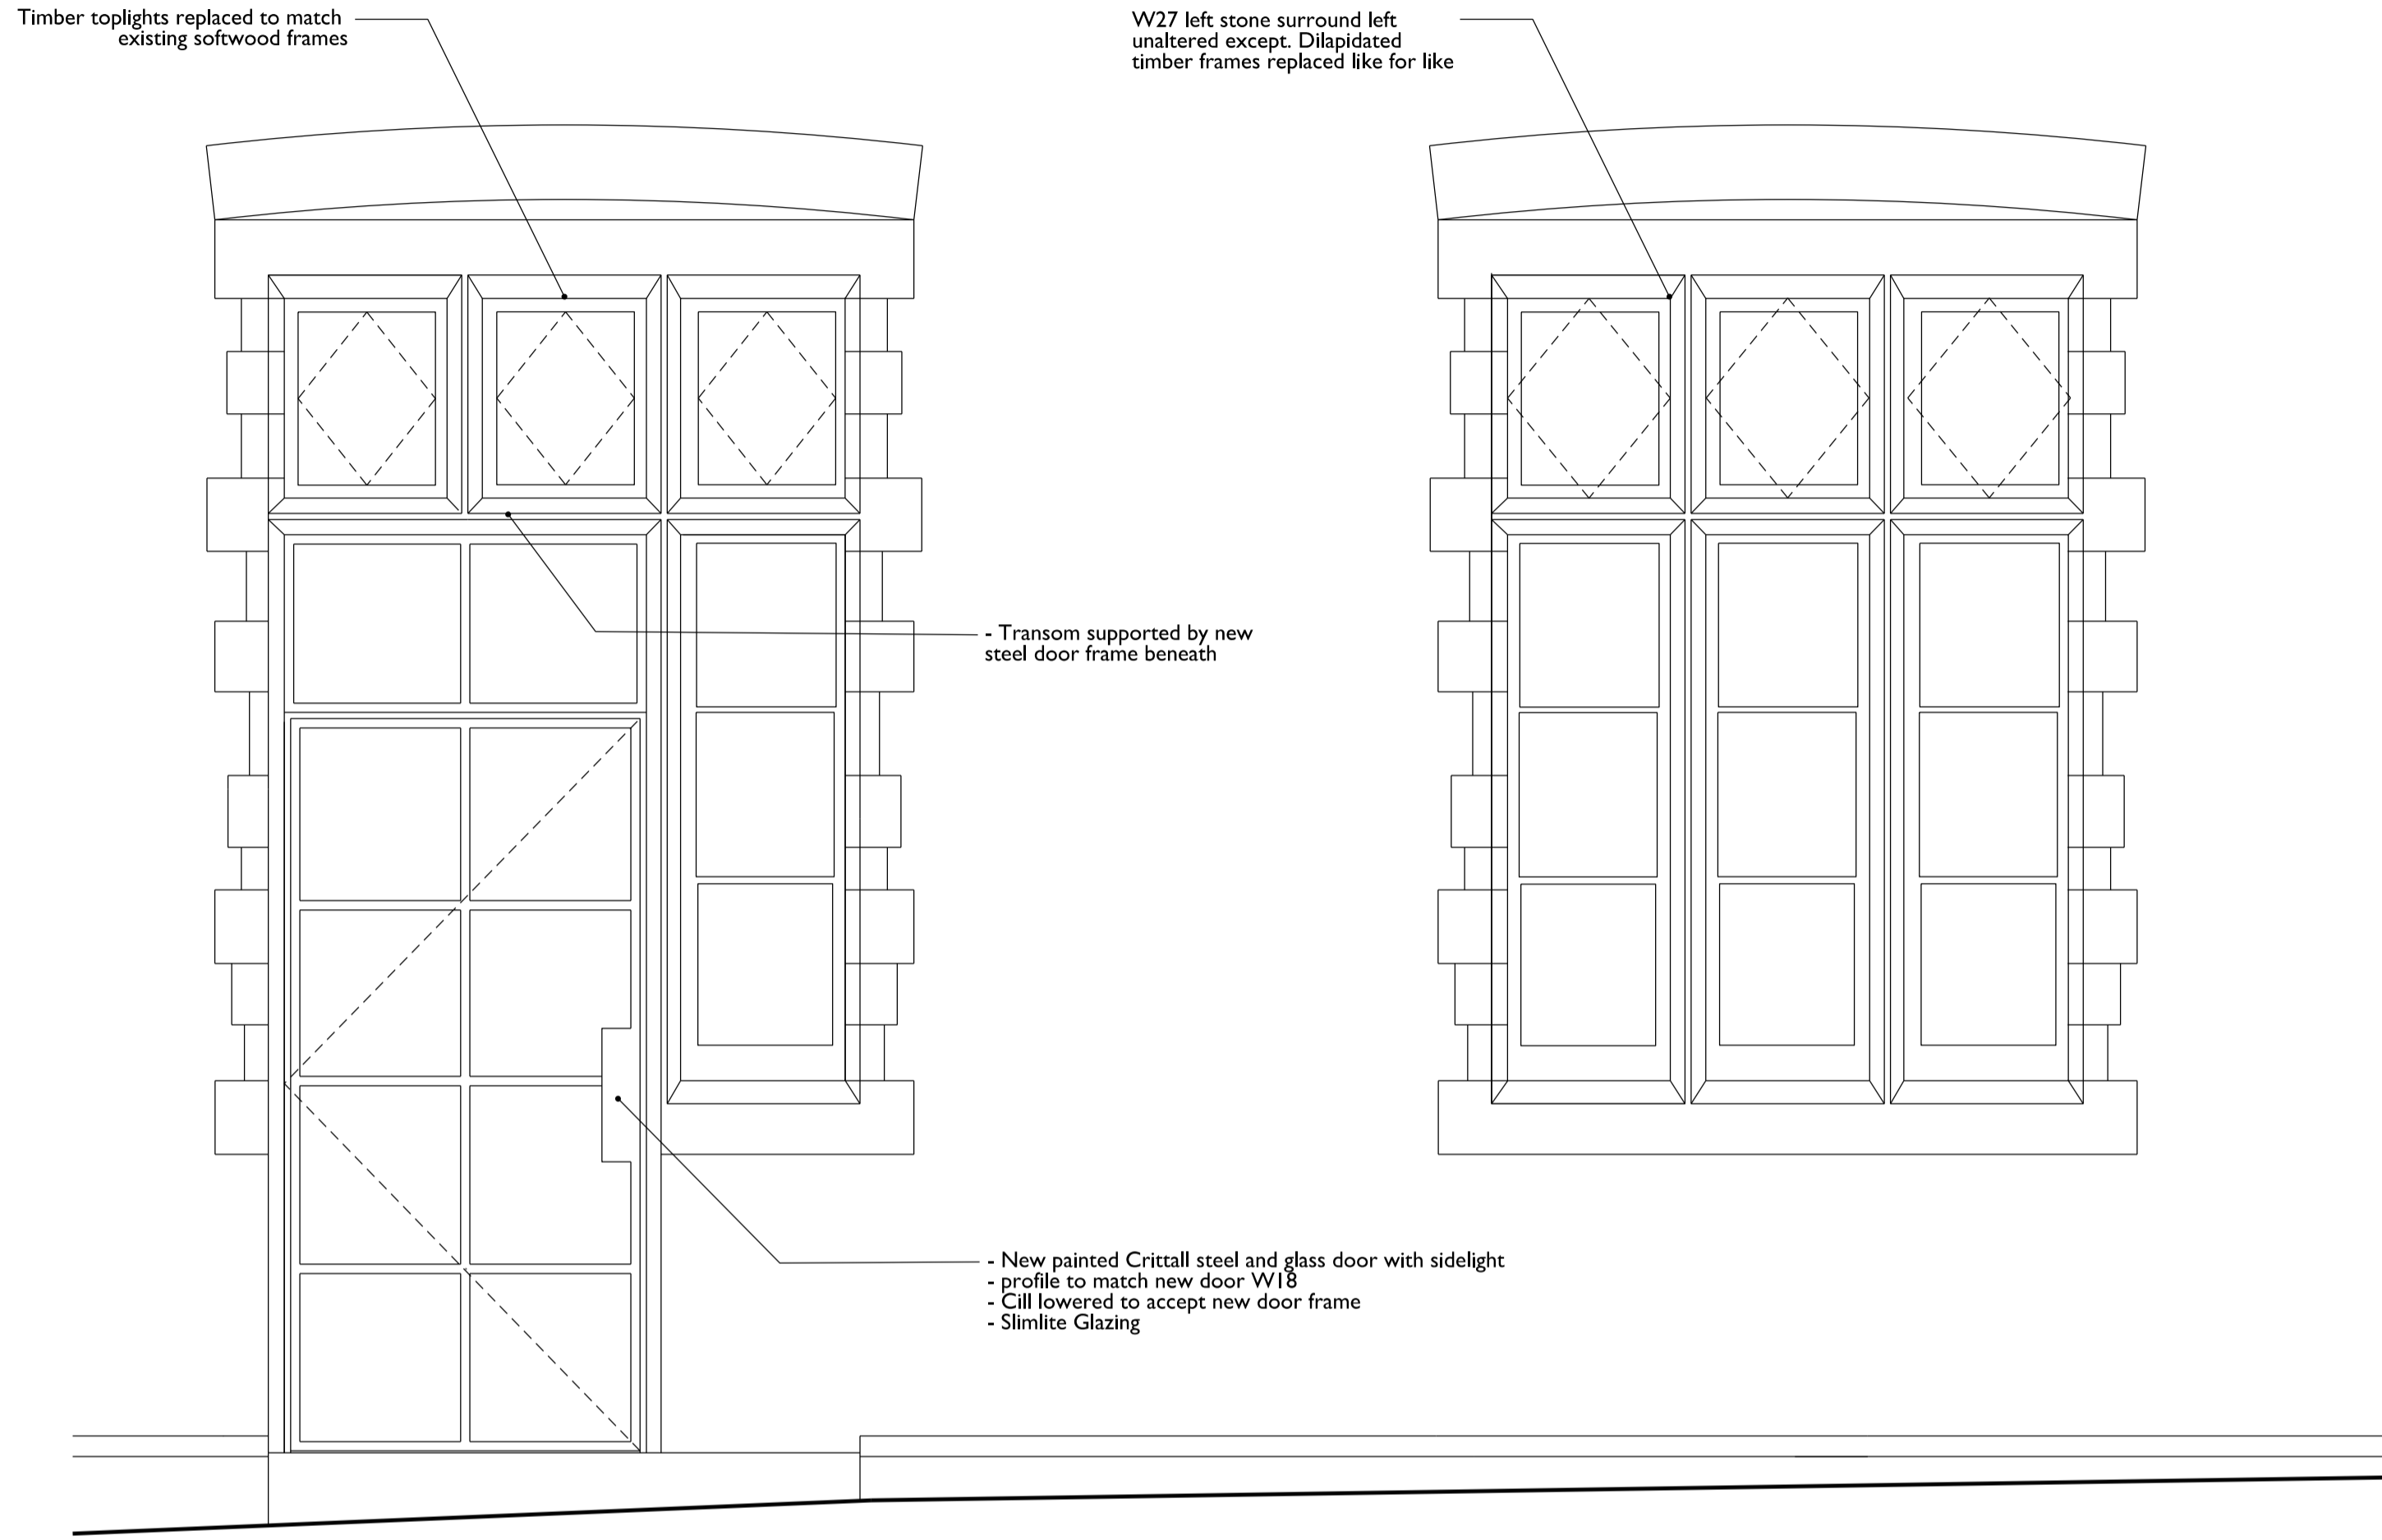 Timber toplights replaced to match
existing softwood frames
W27 left stone surround left
unaltered except. Dilapidated
timber frames replaced like for like
- Transom supported by new
steel door frame beneath
- New painted Crittall steel and glass door with sidelight
- profile to match new door W18
- Cill lowered to accept new door frame
- Slimlite Glazing